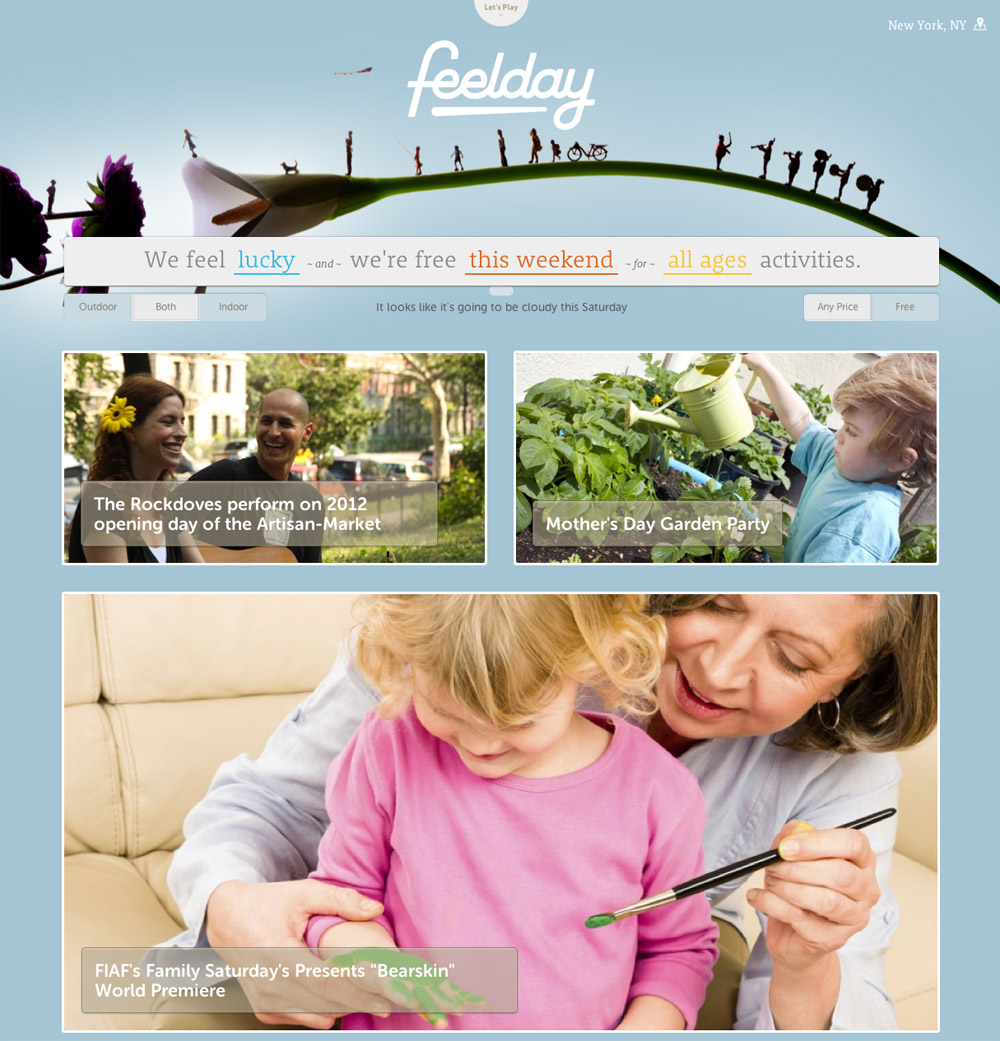 Let's Play
New York, NY
feelday
We feel lucky ~ and ~ we're free this weekend ~ for ~ all ages activities.
Outdoor Both Indoor
It looks like it's going to be cloudy this Saturday
Any Price Free
The Rockdoves perform on 2012
opening day of the Artisan-Market
Mother's Day Garden Party
FIAF's Family Saturday's Presents "Bearskin"
World Premiere